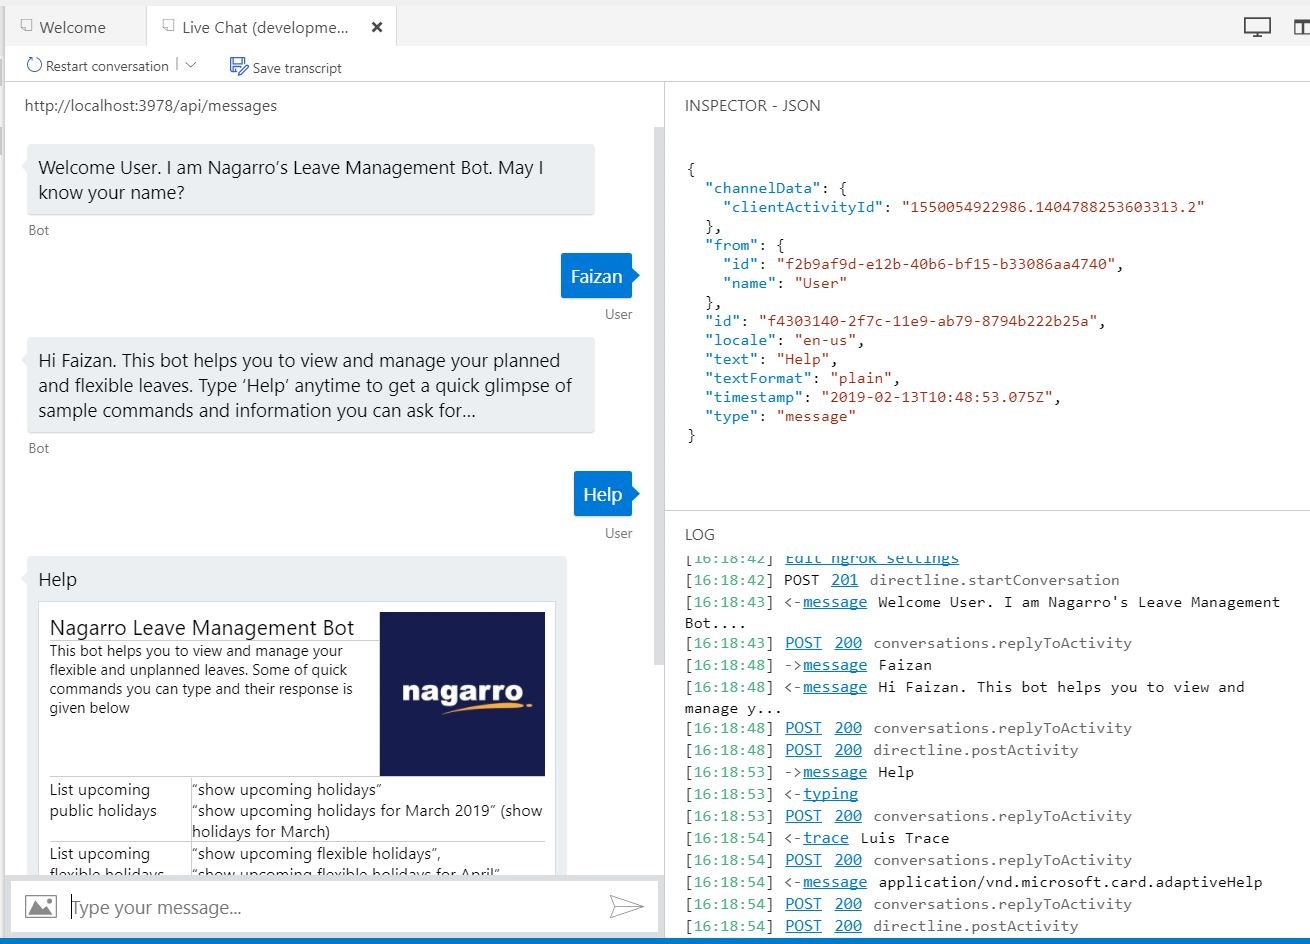 Welcome
Live Chat (developme...
Restart conversation
Save transcript
http://localhost:3978/api/messages
Welcome User. I am Nagarro's Leave Management Bot. May I
know your name?
Bot
Faizan
User
Hi Faizan. This bot helps you to view and manage your planned
and flexible leaves. Type ‘Help’ anytime to get a quick glimpse of
sample commands and information you can ask for...
Bot
Help
User
Help
Nagarro Leave Management Bot
This bot helps you to view and manage your
flexible and unplanned leaves. Some of quick
commands you can type and their response is
given below
nagarro
List upcoming
public holidays
“show upcoming holidays”
“show upcoming holidays for March 2019” (show
holidays for March)
List upcoming
flexible holidays
“show upcoming flexible holidays”,
“show upcoming flexible holidays for April”
Type your message...
INSPECTOR - JSON
{
"channelData": {
"clientActivityId": "1550054922986.1404788253603313.2"
},
"from": {
"id": "f2b9af9d-e12b-40b6-bf15-b33086aa4740",
"name": "User"
},
"id": "f4303140-2f7c-11e9-ab79-8794b222b25a",
"locale": "en-us",
"text": "Help",
"textFormat": "plain",
"timestamp": "2019-02-13T10:48:53.075Z",
"type": "message"
}
LOG
[16:18:42] Edit ngrok settings
[16:18:42] POST 201 directline.startConversation
[16:18:43] <-message Welcome User. I am Nagarro's Leave Management
Bot....
[16:18:43] POST 200 conversations.replyToActivity
[16:18:48] ->message Faizan
[16:18:48] <-message Hi Faizan. This bot helps you to view and
manage y...
[16:18:48] POST 200 conversations.replyToActivity
[16:18:48] POST 200 directline.postActivity
[16:18:53] ->message Help
[16:18:53] <-typing
[16:18:53] POST 200 conversations.replyToActivity
[16:18:54] <-trace Luis Trace
[16:18:54] POST 200 conversations.replyToActivity
[16:18:54] <-message application/vnd.microsoft.card.adaptiveHelp
[16:18:54] POST 200 conversations.replyToActivity
[16:18:54] POST 200 directline.postActivity